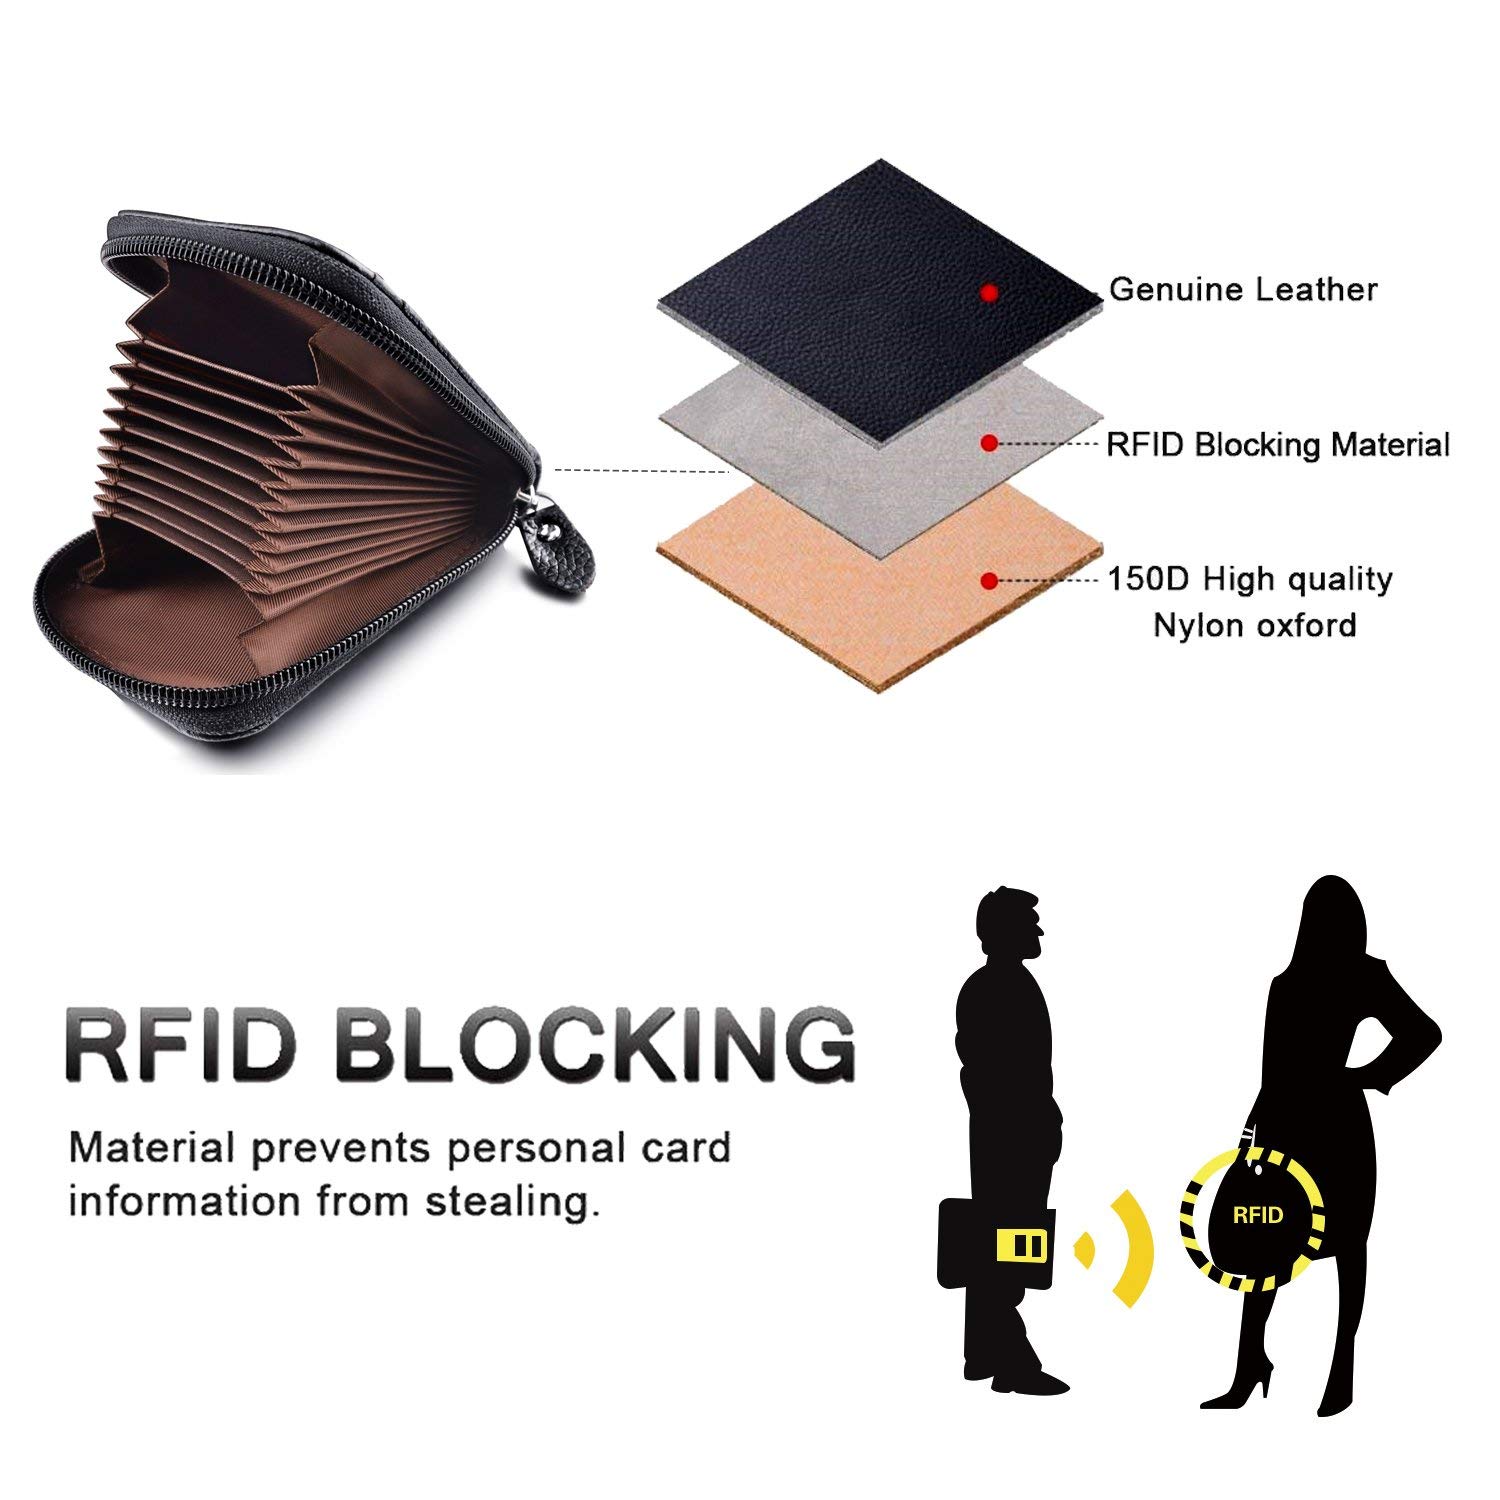 Genuine Leather
RFID Blocking Material
150D High quality
Nylon oxford
RFID BLOCKING
Material prevents personal card
information from stealing.
RFID